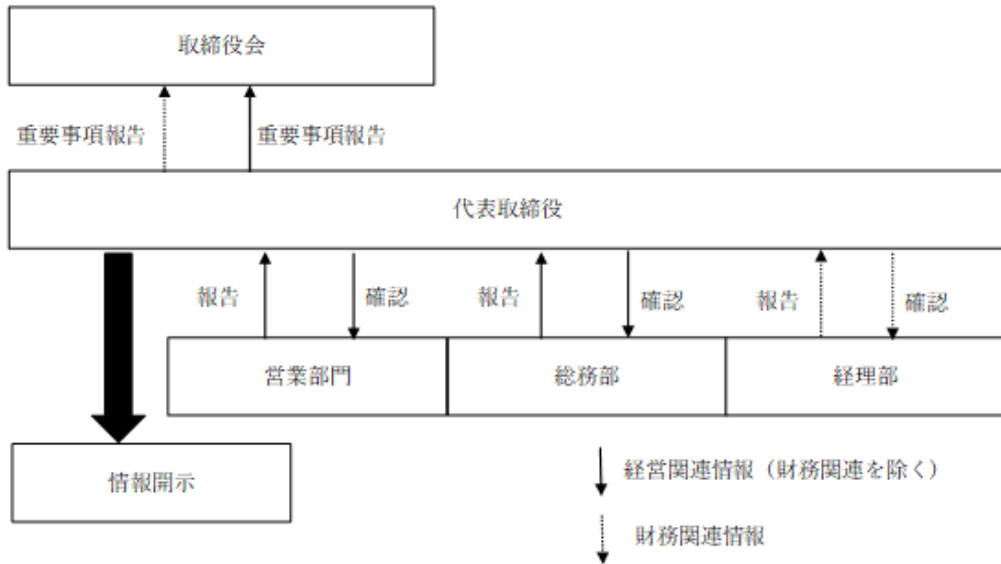 取締役会
重要事項報告
重要事項報告
代表取締役
報告
確認
報告
確認
報告
確認
営業部門
総務部
経理部
情報開示
経営関連情報（財務関連を除く）
財務関連情報